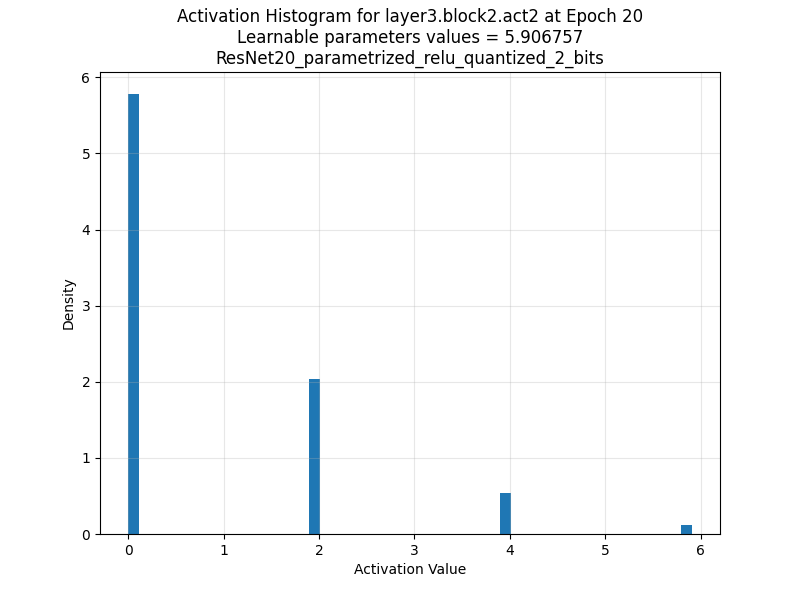 Activation Histogram for layer3.block2.act2 at Epoch 20
Learnable parameters values = 5.906757
ResNet20_parametrized_relu_quantized_2_bits
6
5
4
3
2
1
0
Density
0 1 2 3 4 5 6
Activation Value